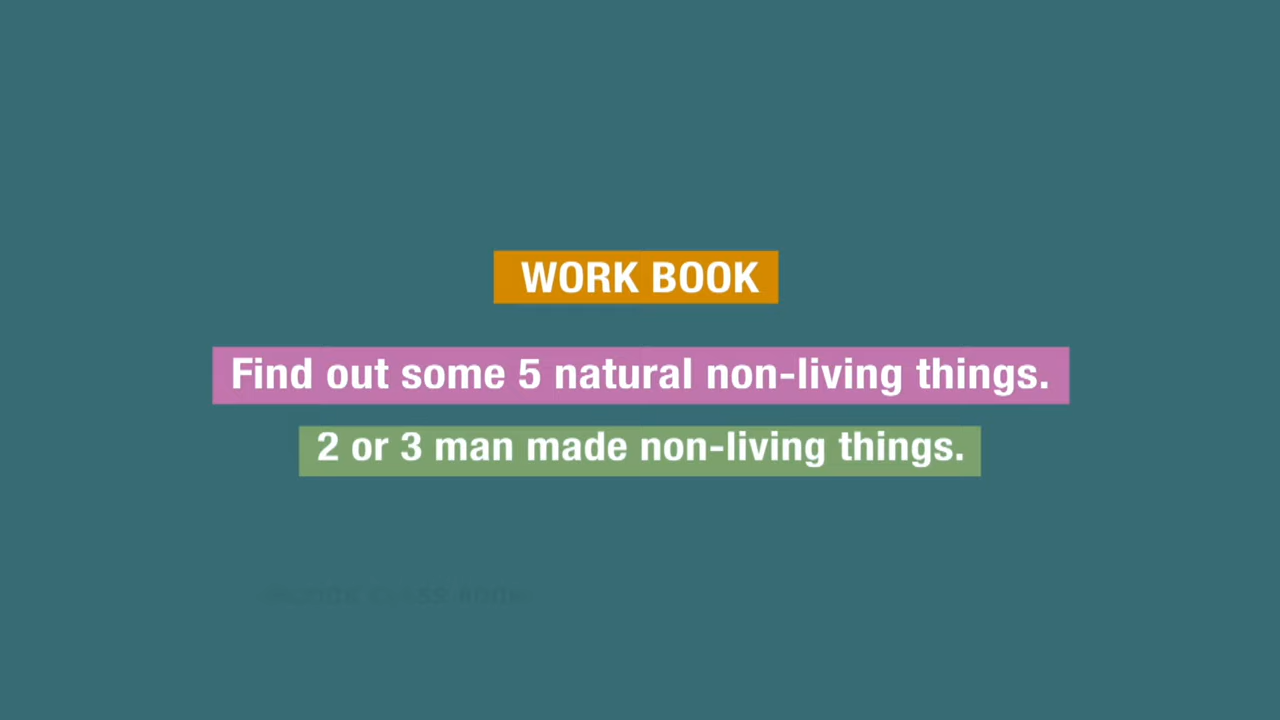 WORK BOOK
Find out some 5 natural non-living things.
2 or 3 man made non-living things.